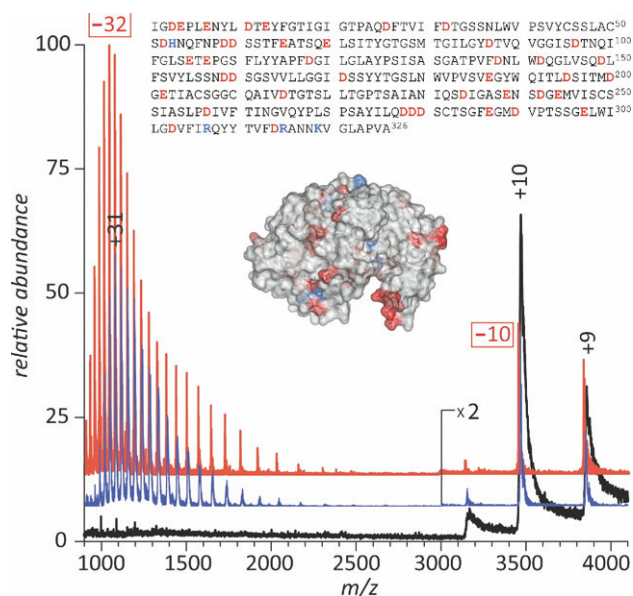 IGDEPLENYL DTEYFGTIGI GTPAQDFTVI FDTGSSNLWV PSVYCSSLAC50
SDHNQFNPDD SSTFEATSQE LSITYGTGSM TGILGYDTVQ VGGISDTNQI100
FGLSETEPGS FLYYAPFDGI LGLAYPSISA SGATPVFDNL WDQGLVSQDL150
FSVYLSSNDD SGSVVLLGGI DSSYYTGSLN WVPVSVEGYW QITLDSITMD200
GETIACSGGC QAIVDTGTSL LTGPTSAIAN IQSDIGASEN SDGEMVISCS250
SIASLPDIVF TINGVQYPLS PSAYILQDDD SCTSGFEGMD VPTSSGELWI300
LGDVFIRQYY TVFDRANNKV GLAPVA326
−32
+31
+10
−10
+9
x 2
relative abundance
100
75
50
25
0
1000 1500 2000 2500 3000 3500 4000
m/z